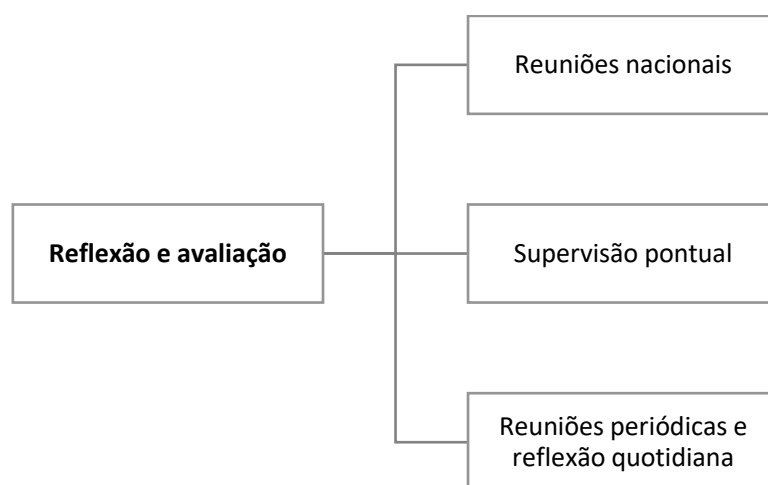 Reuniões nacionais
Reflexão e avaliação
Supervisão pontual
Reuniões periódicas e
reflexão quotidiana